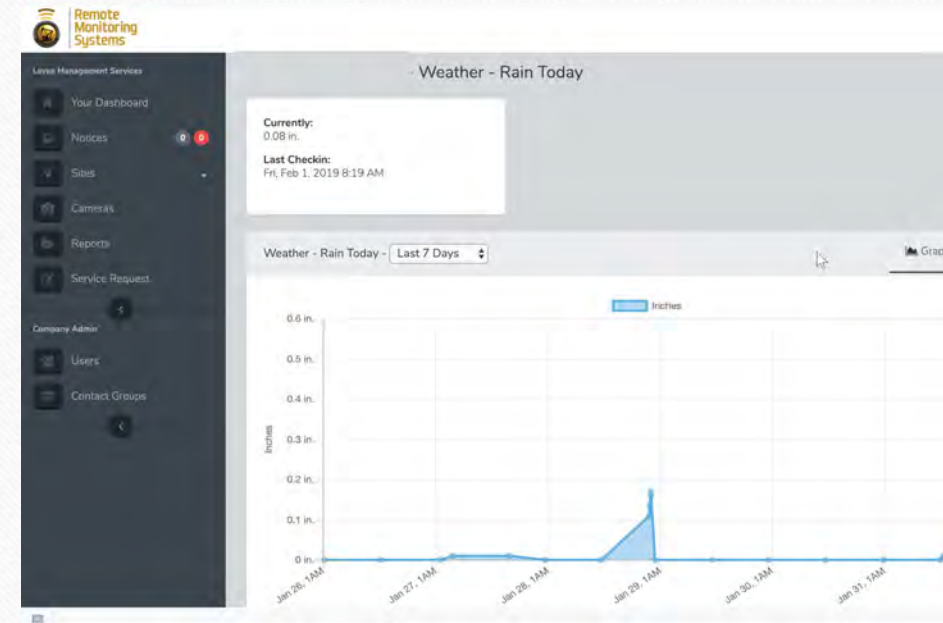 Remote
Monitoring
Systems
Levee Management Services
Your Dashboard
Notices 0 0
Sites
Cameras
Reports
Service Request
Company Admin
Users
Contact Groups
Weather - Rain Today
Currently:
0.08 in.
Last Checkin:
Fri, Feb 1, 2019 8:19 AM
Weather - Rain Today - Last 7 Days
Grap
Inches
0.6 in.
0.5 in.
0.4 in.
0.3 in.
0.2 in.
0.1 in.
0 in.
Inches
Jan 26, 1AM
Jan 27, 1AM
Jan 28, 1AM
Jan 29, 1AM
Jan 30, 1AM
Jan 31, 1AM